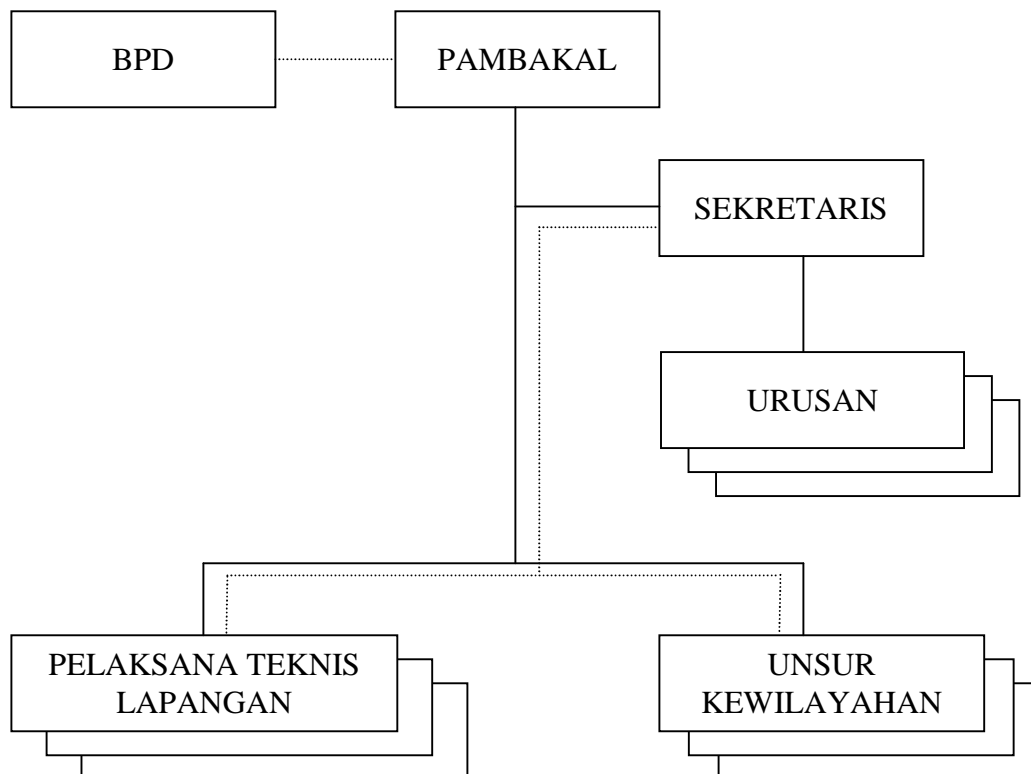 BPD
PAMBAKAL
SEKRETARIS
URUSAN
PELAKSANA TEKNIS
LAPANGAN
UNSUR
KEWILAYAHAN